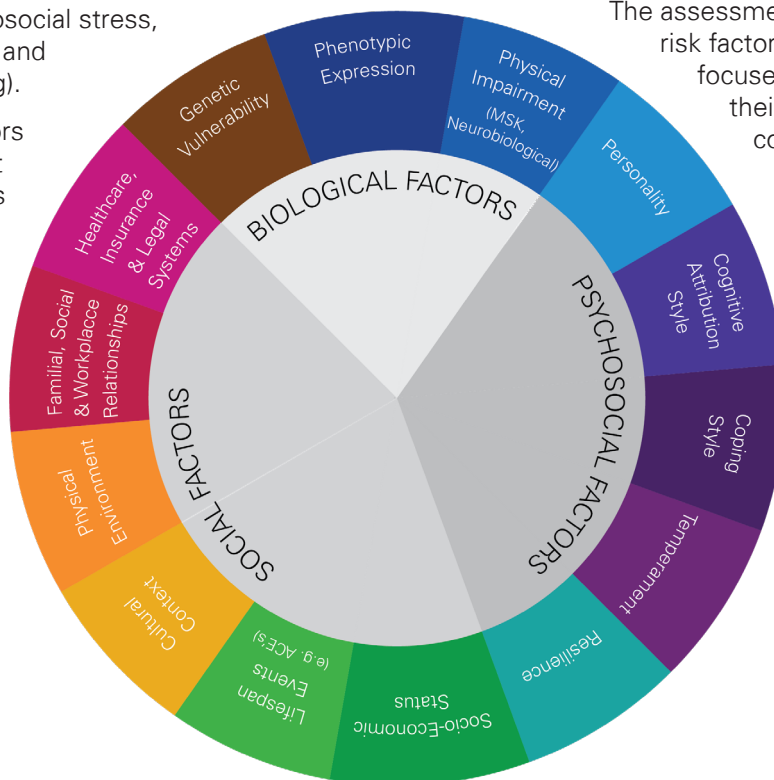 osocial stress,
and
g).
ors
t
s
The assessme
risk factor
focuse
their
co
BIOLOGICAL FACTORS
Genetic
Vulnerability
Phenotypic
Expression
Physical
Impairment
(MSK,
Neurobiological)
PSYCHOSOCIAL FACTORS
Personality
Cognitive
Attribution
Style
Coping
Style
Temperament
Resilience
SOCIAL FACTORS
Socio-Economic
Status
Lifespan
Events
(e.g. ACE's)
Cultural
Context
Physical
Environment
Familial, Social
& Workplacce
Relationships
Healthcare,
Insurance
& Legal
Systems